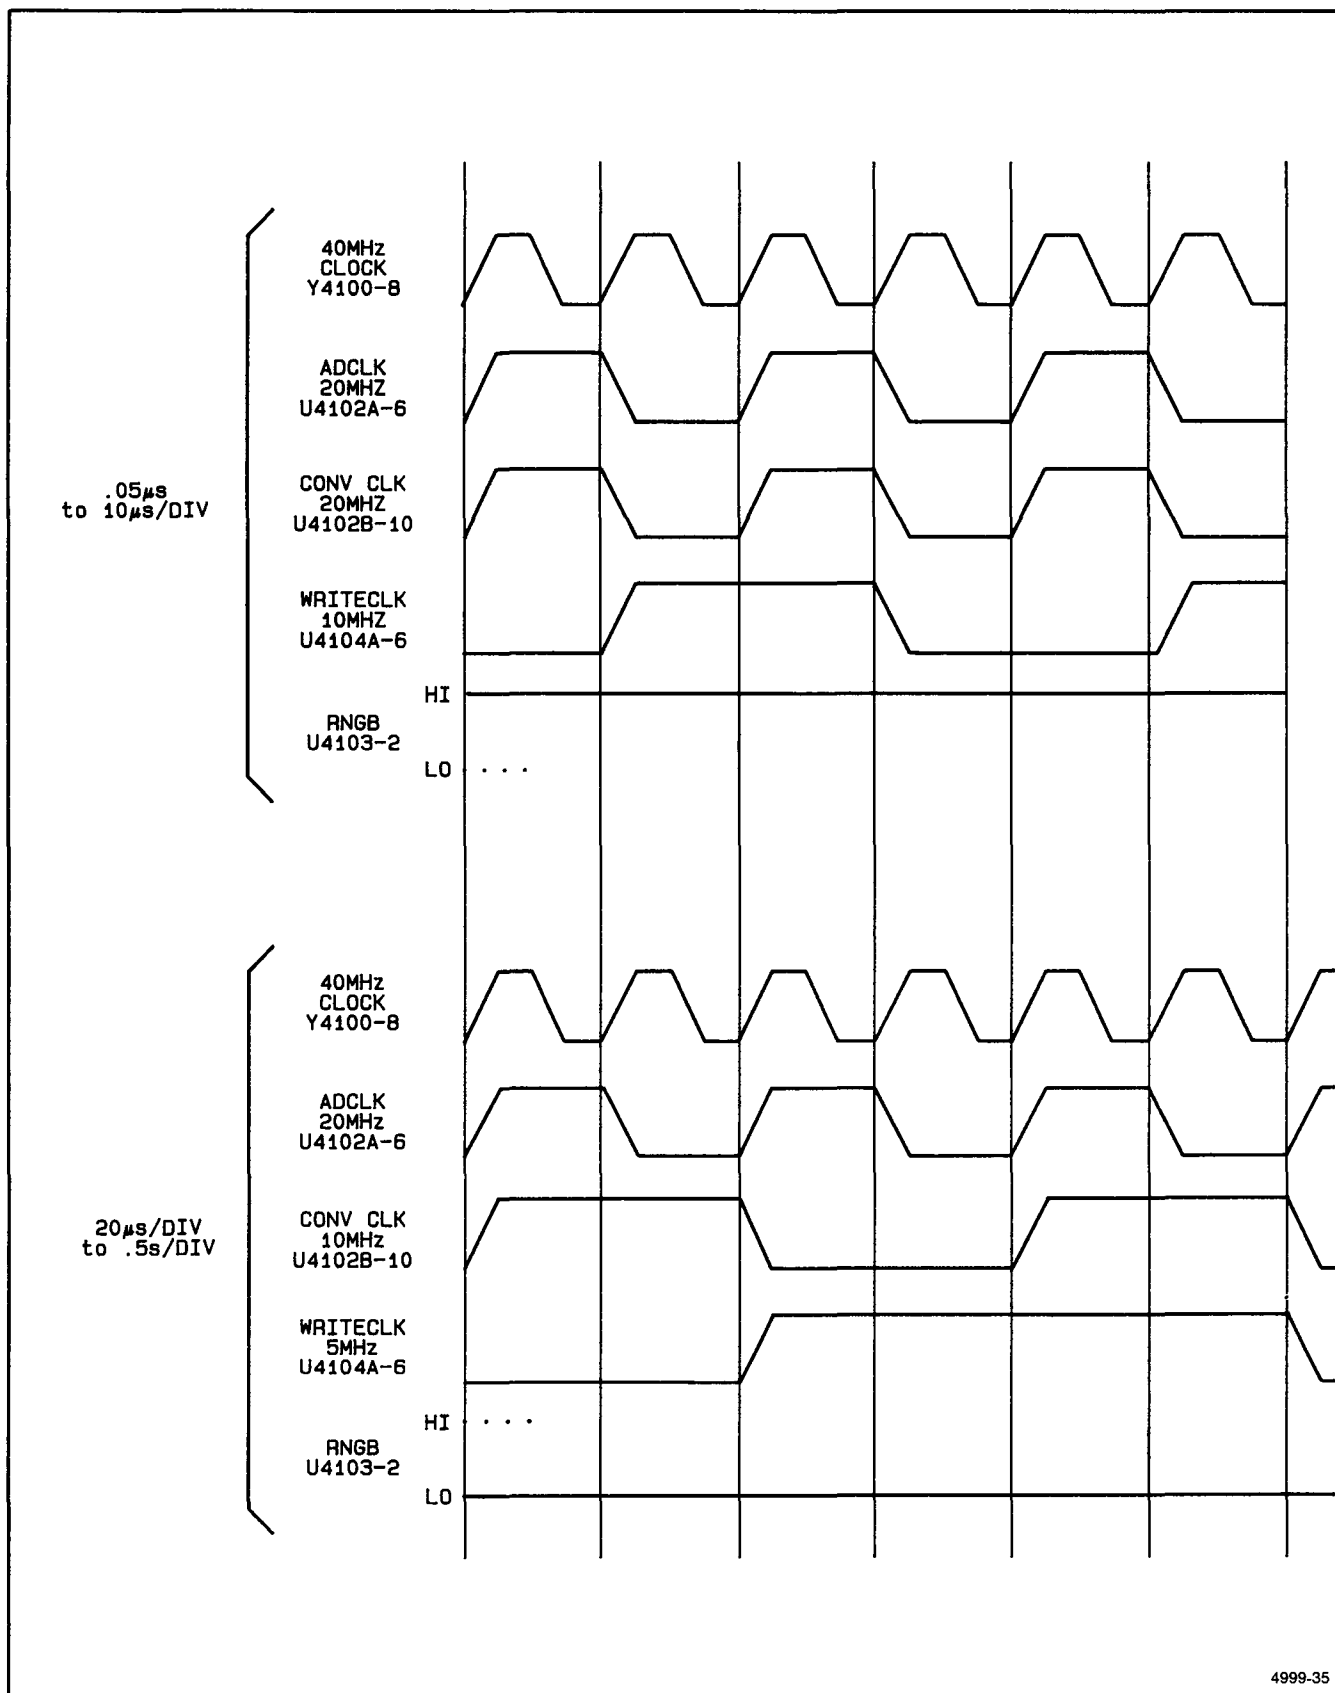 40MHz
CLOCK
Y4100-8
ADCLK
20MHZ
U4102A-6
.05µs
to 10µs/DIV
CONV CLK
20MHZ
U4102B-10
WRITECLK
10MHZ
U4104A-6
HI
RNGB
U4103-2
LO
40MHz
CLOCK
Y4100-8
ADCLK
20MHz
U4102A-6
20µs/DIV
to .5s/DIV
CONV CLK
10MHz
U4102B-10
WRITECLK
5MHz
U4104A-6
HI
RNGB
U4103-2
LO
4999-35